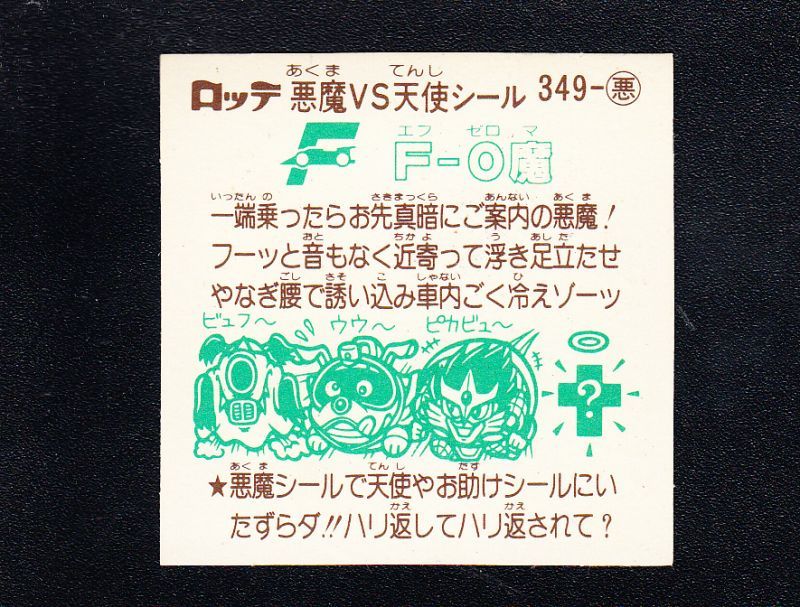 あくま てんし
ロッテ 悪魔VS天使シール 349-悪
エフ ゼロ マ
F F-0魔
いったん の さきまっくら あんない あくま
一端乗ったらお先真暗にご案内の悪魔！
おと ちかよ う あしだ
フーッと音もなく近寄って浮き足立たせ
ごし さそ こ しゃない ひ
やなぎ腰で誘い込み車内ごく冷えゾーッ
ビュフ〜 ウウ〜 ピカビュ〜
?
あくま てんし たす
★悪魔シールで天使やお助けシールにい
かえ かえ
たずらダ!!ハリ返してハリ返されて？